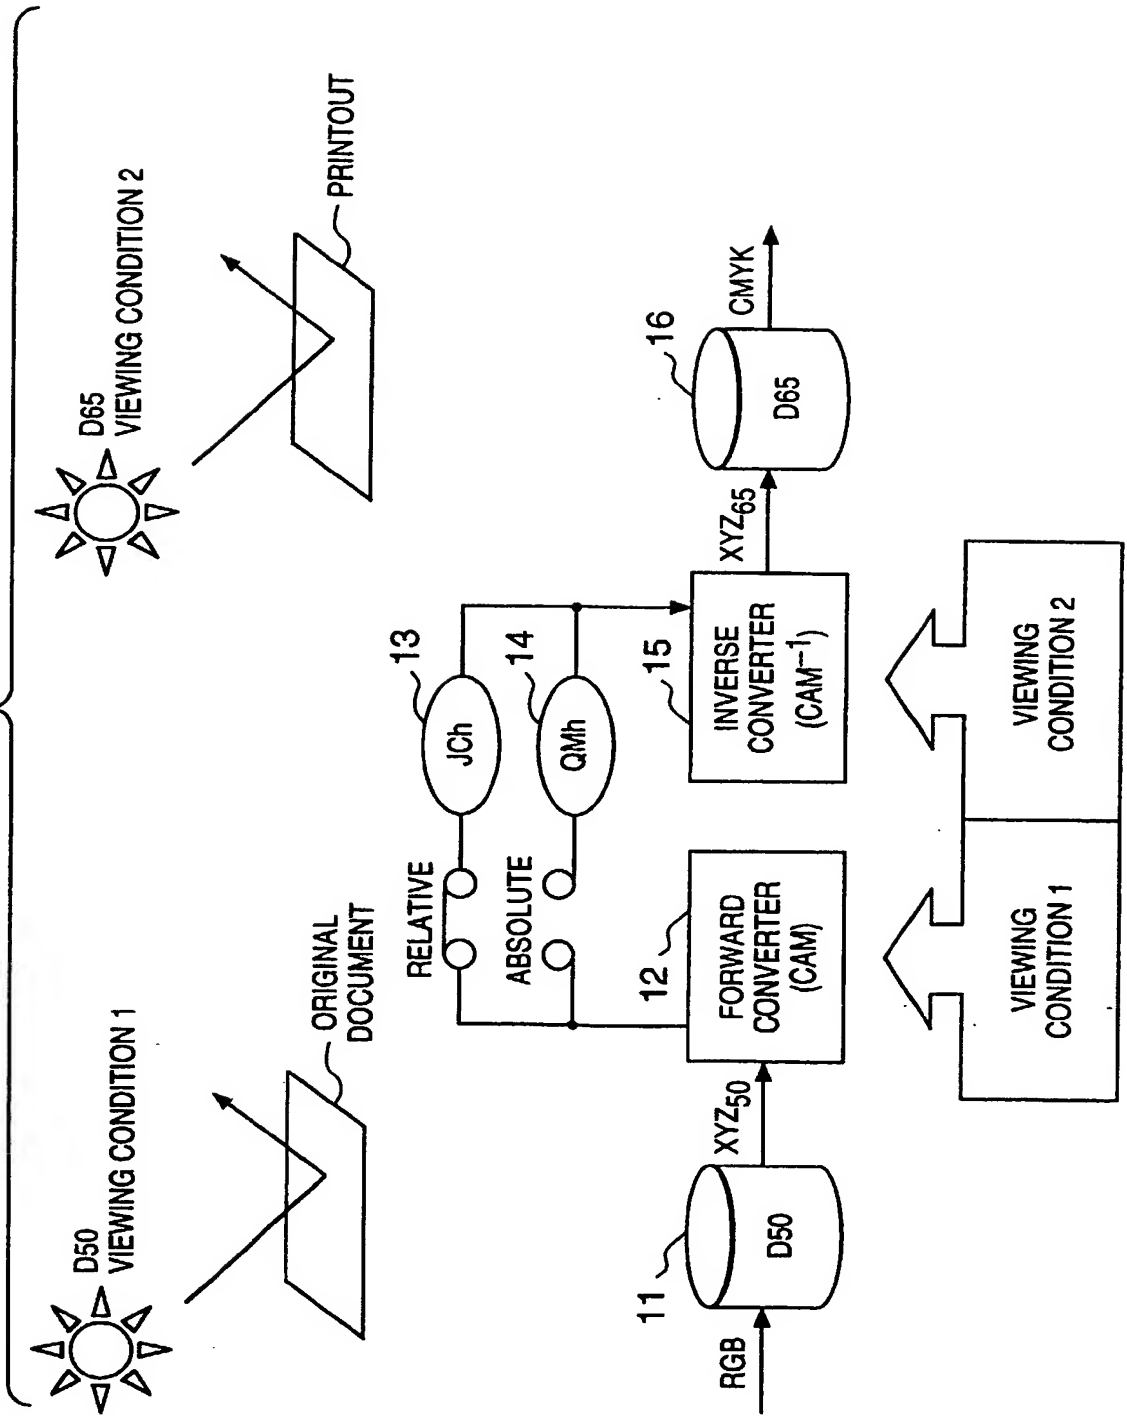 D50
VIEWING CONDITION 1
ORIGINAL
DOCUMENT
D65
VIEWING CONDITION 2
PRINTOUT
RELATIVE
JCh
13
ABSOLUTE
QMh
14
RGB
11
D50
XYZ50
12
FORWARD
CONVERTER
(CAM)
15
INVERSE
CONVERTER
(CAM⁻¹)
XYZ65
16
D65
CMYK
VIEWING
CONDITION 1
VIEWING
CONDITION 2